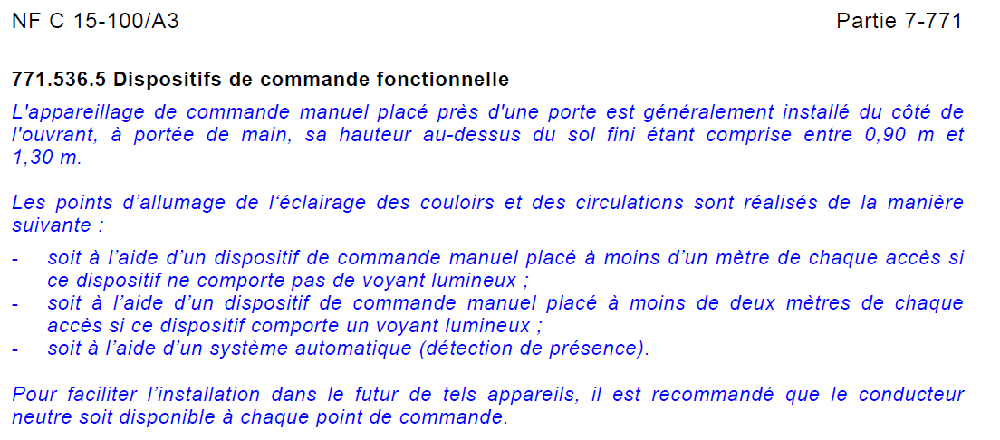 NF C 15-100/A3 Partie 7-771
771.536.5 Dispositifs de commande fonctionnelle
L'appareillage de commande manuel placé près d'une porte est généralement installé du côté de
l'ouvrant, à portée de main, sa hauteur au-dessus du sol fini étant comprise entre 0,90 m et
1,30 m.
Les points d’allumage de l‘éclairage des couloirs et des circulations sont réalisés de la manière
suivante :
- soit à l’aide d’un dispositif de commande manuel placé à moins d’un mètre de chaque accès si
ce dispositif ne comporte pas de voyant lumineux ;
- soit à l’aide d’un dispositif de commande manuel placé à moins de deux mètres de chaque
accès si ce dispositif comporte un voyant lumineux ;
- soit à l’aide d’un système automatique (détection de présence).
Pour faciliter l’installation dans le futur de tels appareils, il est recommandé que le conducteur
neutre soit disponible à chaque point de commande.